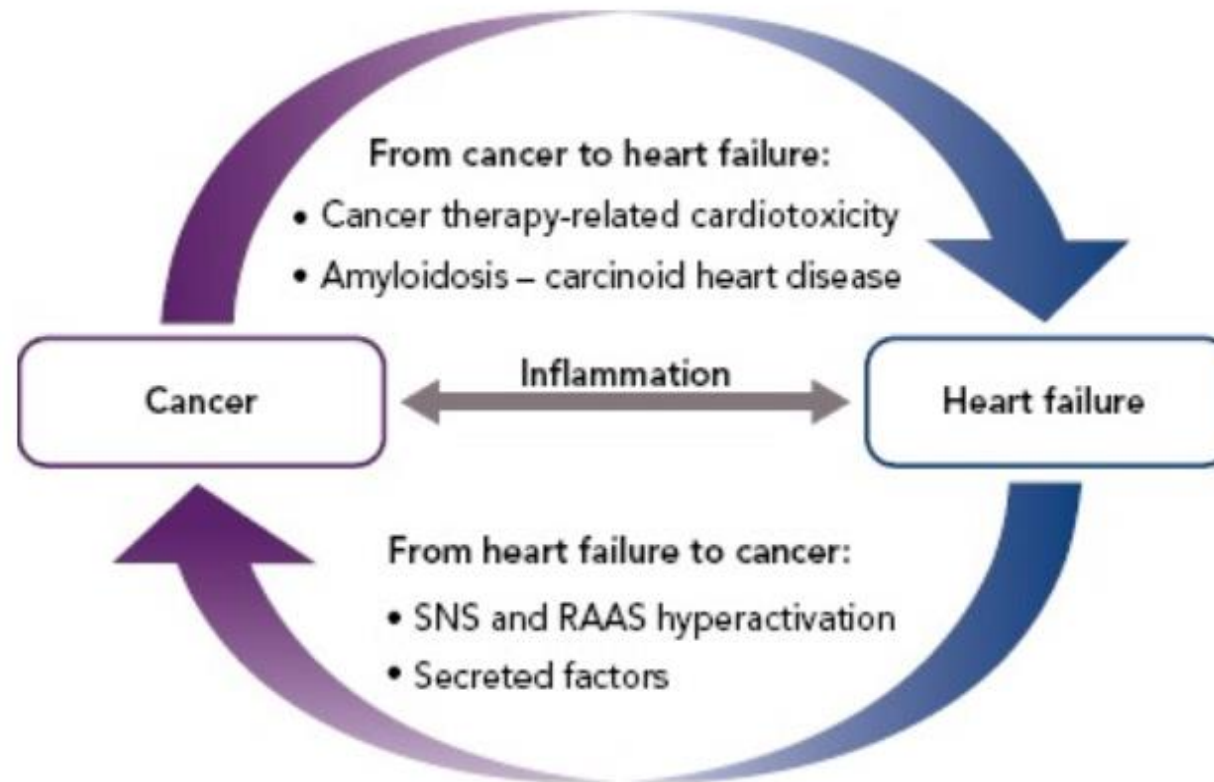 From cancer to heart failure:
• Cancer therapy-related cardiotoxicity
• Amyloidosis – carcinoid heart disease
Cancer
Inflammation
Heart failure
From heart failure to cancer:
• SNS and RAAS hyperactivation
• Secreted factors